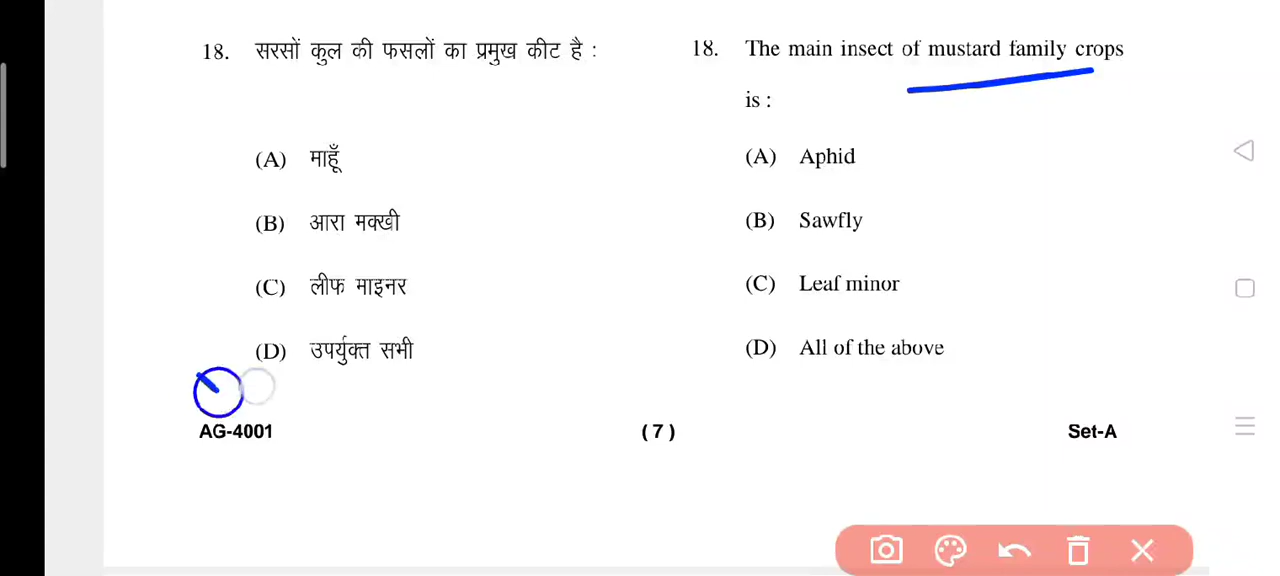 18. सरसों कुल की फसलों का प्रमुख कीट है :
(A) माहूँ
(B) आरा मक्खी
(C) लीफ माइनर
(D) उपर्युक्त सभी
18. The main insect of mustard family crops
is :
(A) Aphid
(B) Sawfly
(C) Leaf minor
(D) All of the above
AG-4001 ( 7 ) Set-A